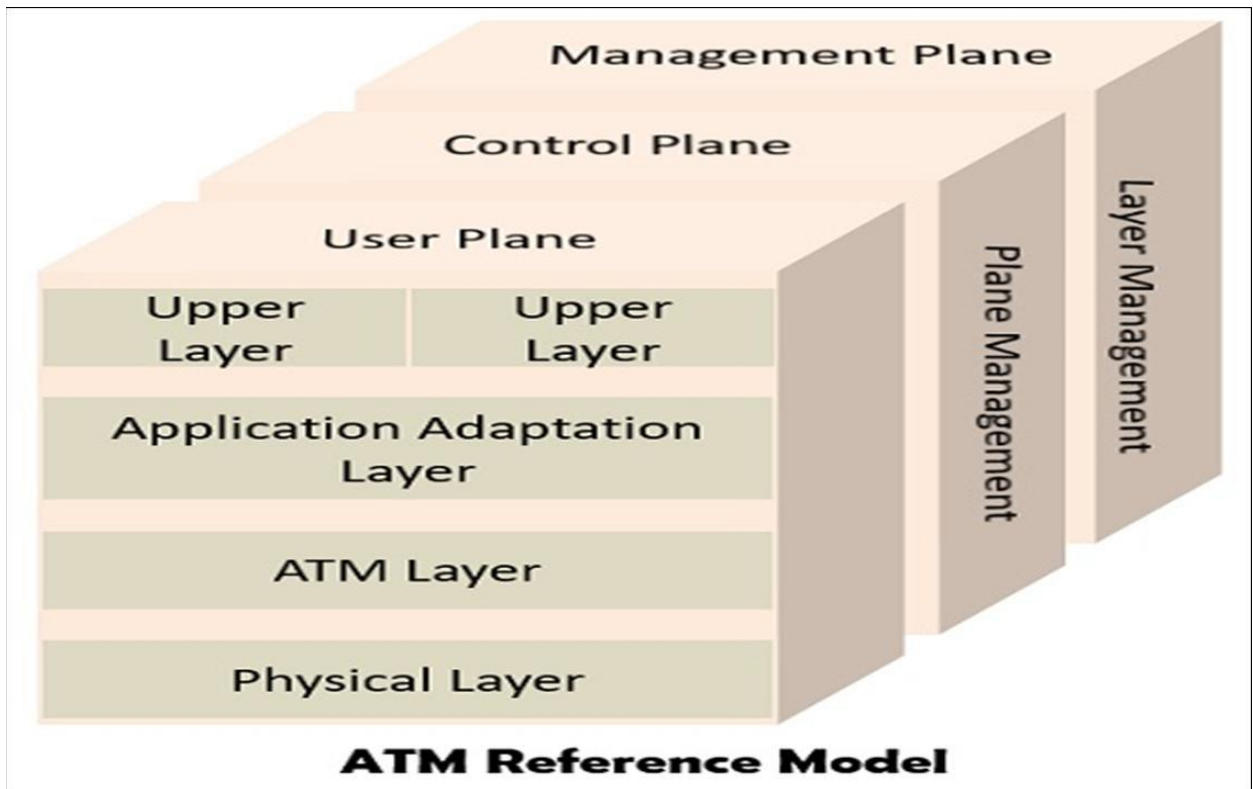 Management Plane
Control Plane
User Plane
Layer Management
Plane Management
Upper
Layer
Upper
Layer
Application Adaptation
Layer
ATM Layer
Physical Layer
ATM Reference Model